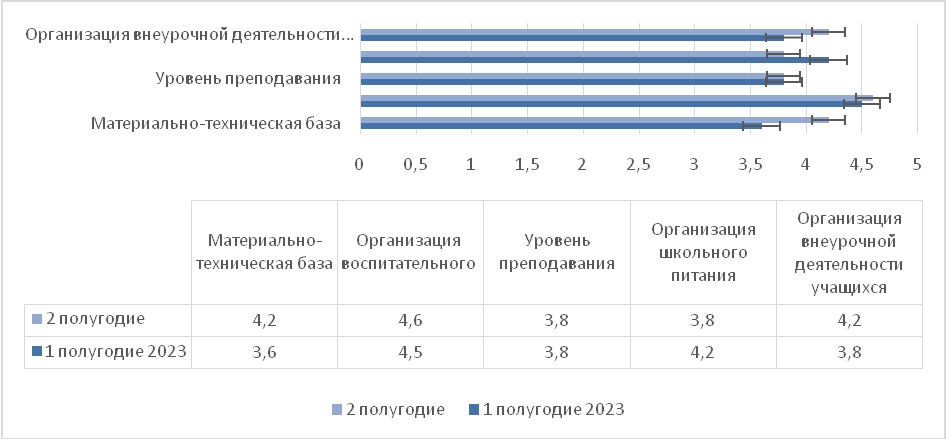 Организация внеурочной деятельности...
Уровень преподавания
Материально-техническая база
0 0,5 1 1,5 2 2,5 3 3,5 4 4,5 5
Материально-
техническая база
Организация
воспитательного
Уровень
преподавания
Организация
школьного
питания
Организация
внеурочной
деятельности
учащихся
2 полугодие 4,2 4,6 3,8 3,8 4,2
1 полугодие 2023 3,6 4,5 3,8 4,2 3,8
2 полугодие 1 полугодие 2023